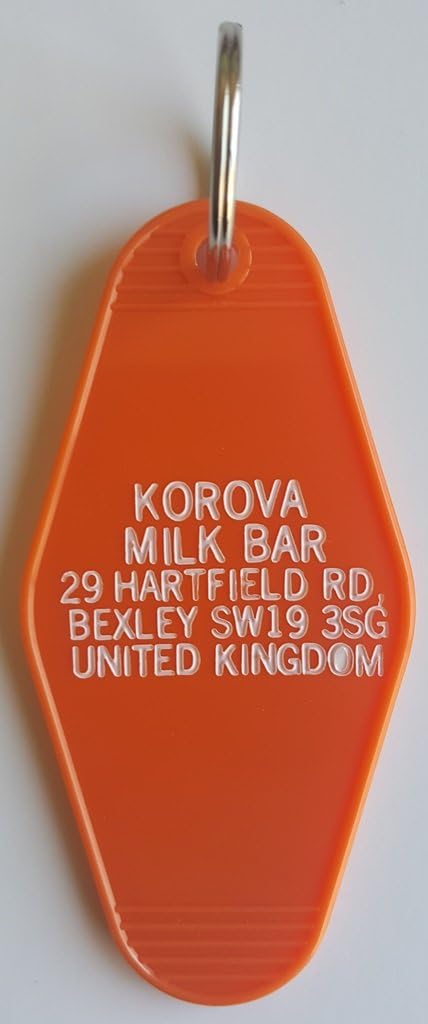 KOROVA
MILK BAR
29 HARTFIELD RD,
BEXLEY SW19 3SG
UNITED KINGDOM